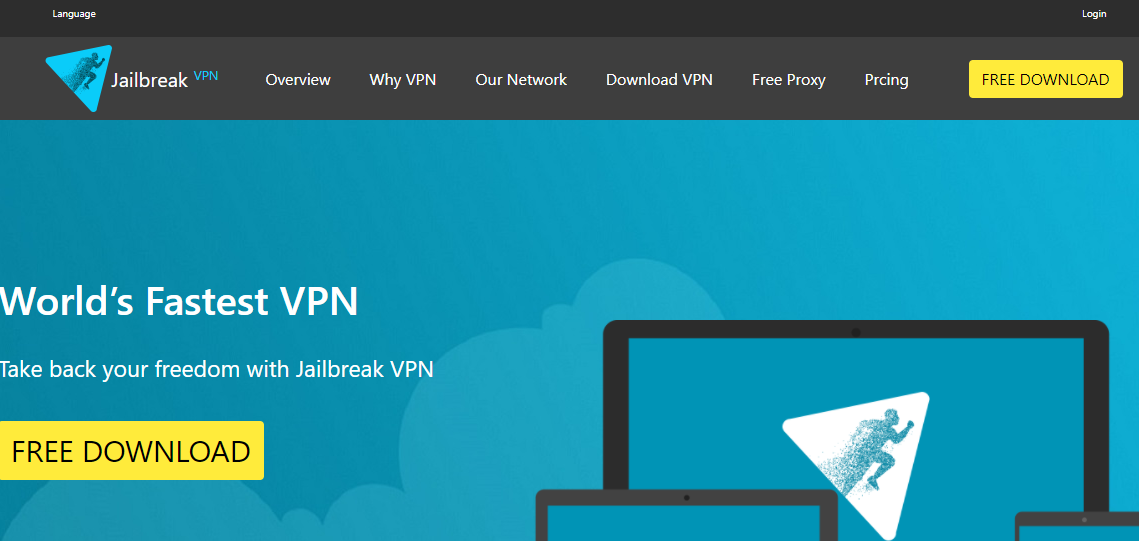 Language Login
Jailbreak VPN Overview Why VPN Our Network Download VPN Free Proxy Prcing FREE DOWNLOAD
World’s Fastest VPN
Take back your freedom with Jailbreak VPN
FREE DOWNLOAD